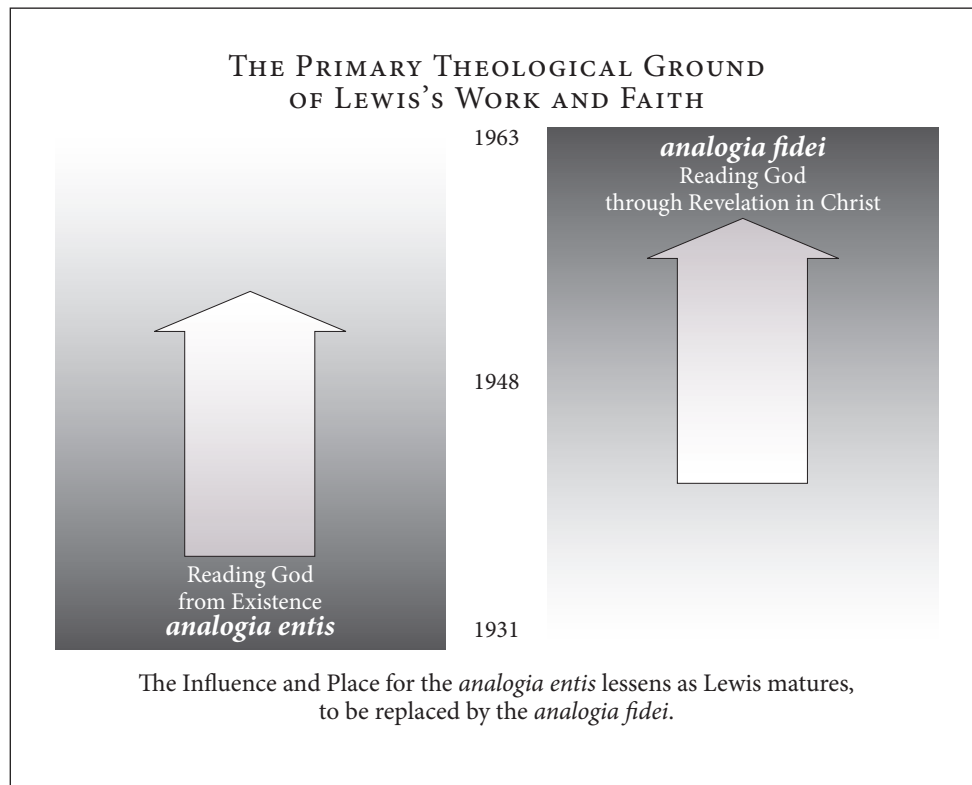 The Primary Theological Ground
of Lewis’s Work and Faith
1963
analogia fidei
Reading God
through Revelation in Christ
1948
Reading God
from Existence
analogia entis
1931
The Influence and Place for the analogia entis lessens as Lewis matures,
to be replaced by the analogia fidei.